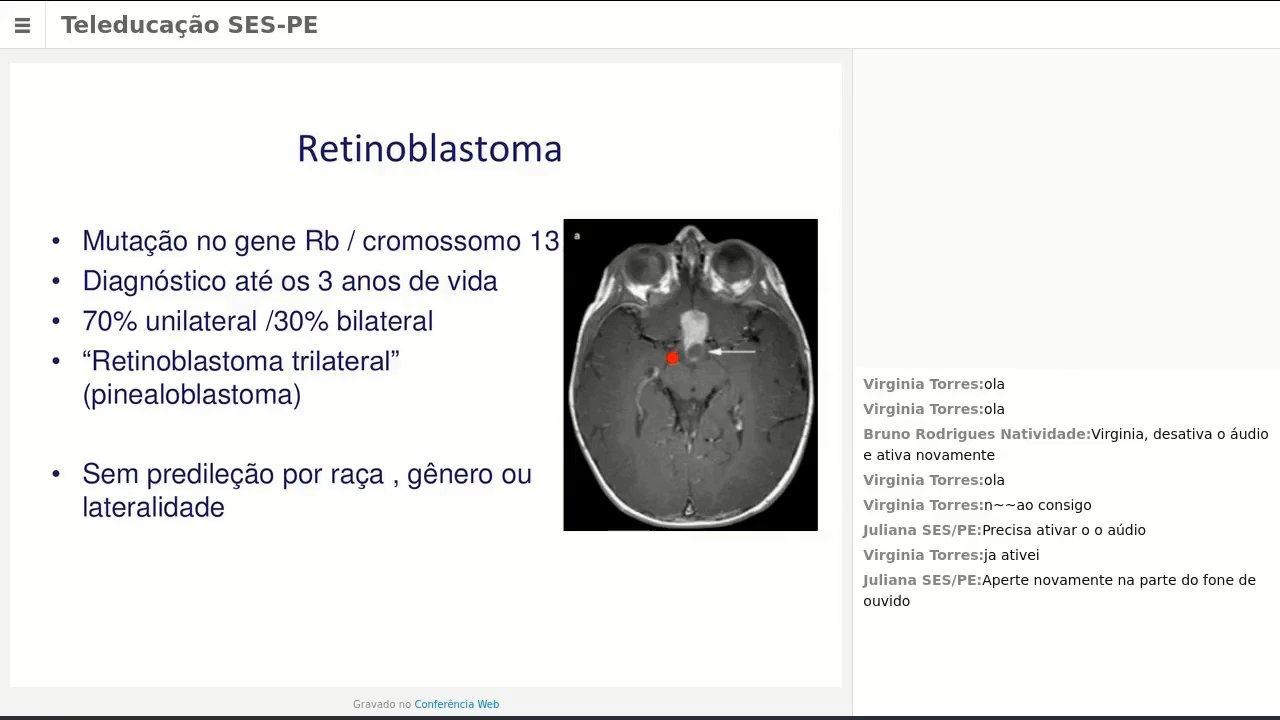 ☰ Teleducação SES-PE
Retinoblastoma
• Mutação no gene Rb / cromossomo 13
• Diagnóstico até os 3 anos de vida
• 70% unilateral /30% bilateral
• “Retinoblastoma trilateral”
(pinealoblastoma)
• Sem predileção por raça , gênero ou
lateralidade
a
Gravado no Conferência Web
Virginia Torres:ola
Virginia Torres:ola
Bruno Rodrigues Natividade:Virginia, desativa o áudio
e ativa novamente
Virginia Torres:ola
Virginia Torres:n~~ao consigo
Juliana SES/PE:Precisa ativar o o aúdio
Virginia Torres:ja ativei
Juliana SES/PE:Aperte novamente na parte do fone de
ouvido